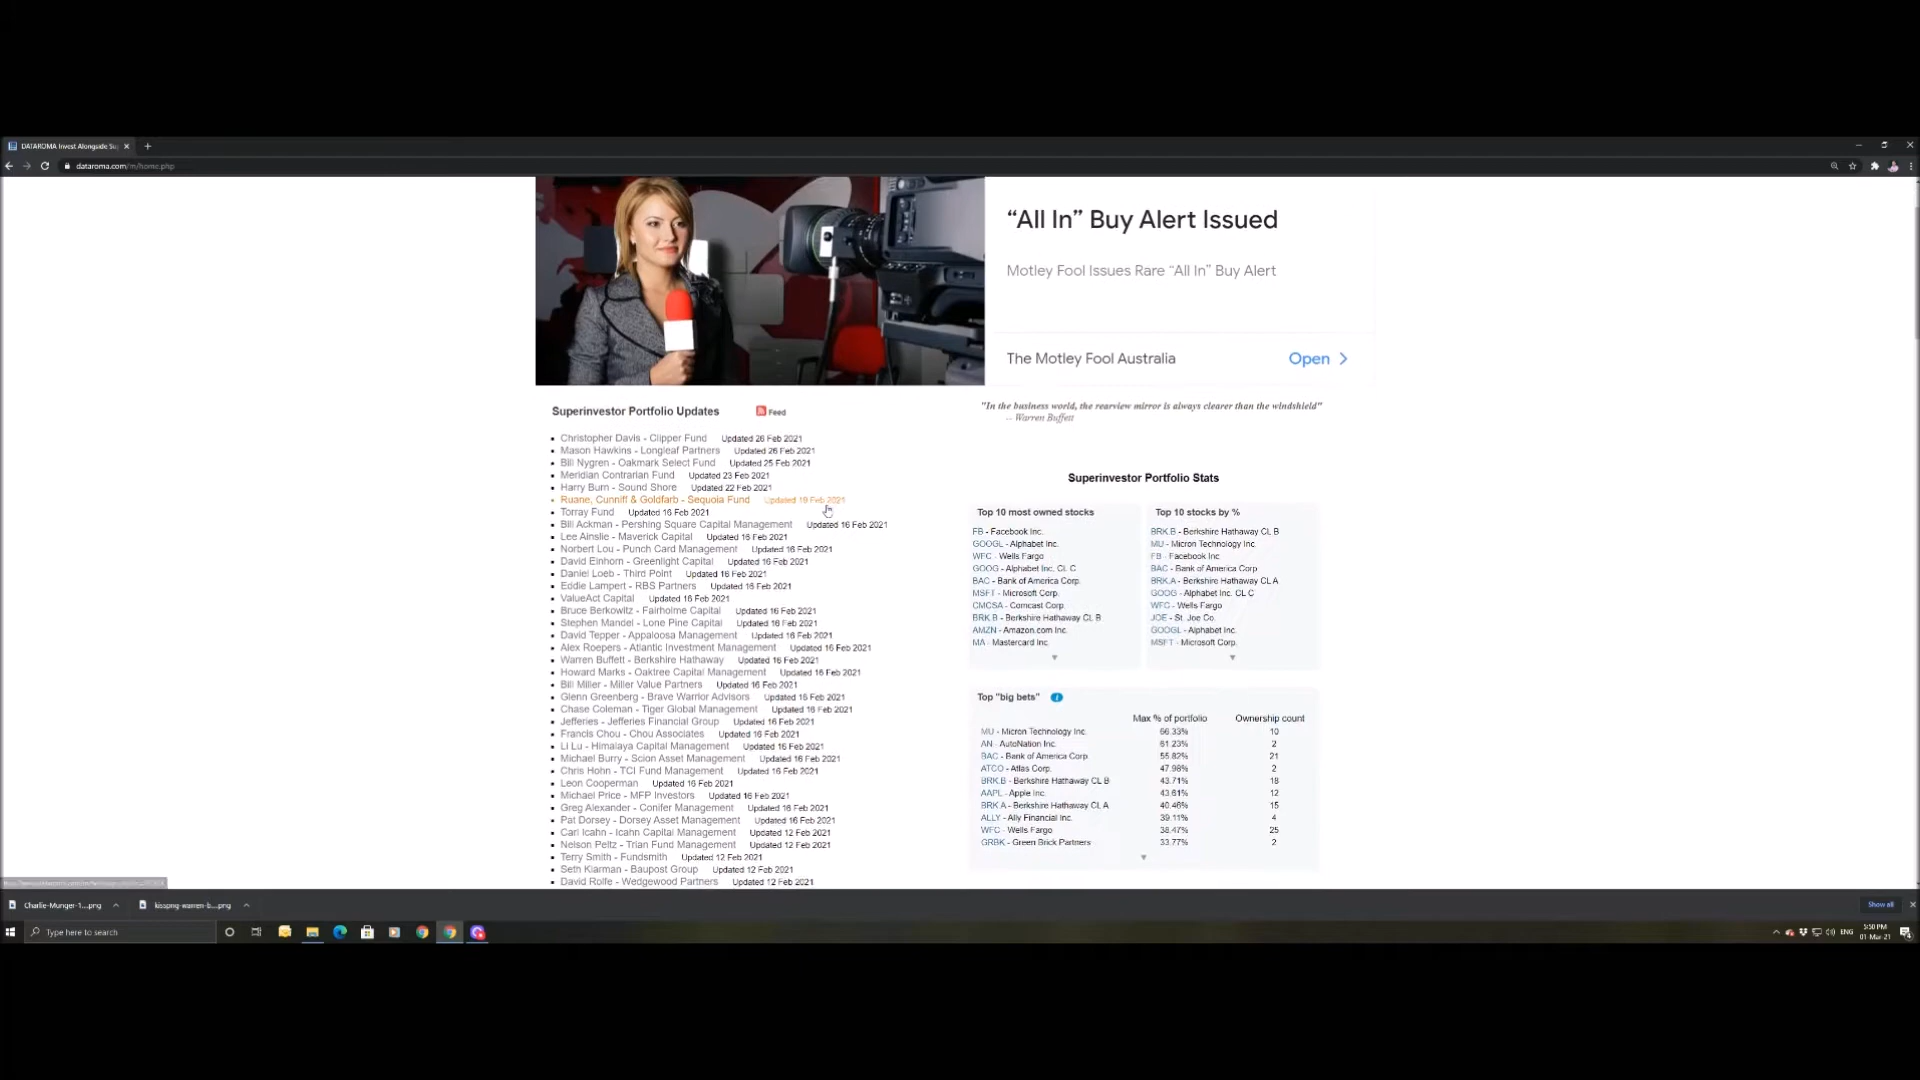 DATAROMA Invest Alongside Su
dataroma.com/m/home.php
“All In” Buy Alert Issued
Motley Fool Issues Rare “All In” Buy Alert
The Motley Fool Australia
Open
Superinvestor Portfolio Updates
Feed
Christopher Davis - Clipper Fund Updated 26 Feb 2021
Mason Hawkins - Longleaf Partners Updated 26 Feb 2021
Bill Nygren - Oakmark Select Fund Updated 25 Feb 2021
Meridian Contrarian Fund Updated 23 Feb 2021
Harry Burn - Sound Shore Updated 22 Feb 2021
Ruane, Cunniff & Goldfarb - Sequoia Fund Updated 19 Feb 2021
Torray Fund Updated 16 Feb 2021
Bill Ackman - Pershing Square Capital Management Updated 16 Feb 2021
Lee Ainslie - Maverick Capital Updated 16 Feb 2021
Norbert Lou - Punch Card Management Updated 16 Feb 2021
David Einhorn - Greenlight Capital Updated 16 Feb 2021
Daniel Loeb - Third Point Updated 16 Feb 2021
Eddie Lampert - RBS Partners Updated 16 Feb 2021
ValueAct Capital Updated 16 Feb 2021
Bruce Berkowitz - Fairholme Capital Updated 16 Feb 2021
Stephen Mandel - Lone Pine Capital Updated 16 Feb 2021
David Tepper - Appaloosa Management Updated 16 Feb 2021
Alex Roepers - Atlantic Investment Management Updated 16 Feb 2021
Warren Buffett - Berkshire Hathaway Updated 16 Feb 2021
Howard Marks - Oaktree Capital Management Updated 16 Feb 2021
Bill Miller - Miller Value Partners Updated 16 Feb 2021
Glenn Greenberg - Brave Warrior Advisors Updated 16 Feb 2021
Chase Coleman - Tiger Global Management Updated 16 Feb 2021
Jefferies - Jefferies Financial Group Updated 16 Feb 2021
Francis Chou - Chou Associates Updated 16 Feb 2021
Li Lu - Himalaya Capital Management Updated 16 Feb 2021
Michael Burry - Scion Asset Management Updated 16 Feb 2021
Chris Hohn - TCI Fund Management Updated 16 Feb 2021
Leon Cooperman Updated 16 Feb 2021
Michael Price - MFP Investors Updated 16 Feb 2021
Greg Alexander - Conifer Management Updated 16 Feb 2021
Pat Dorsey - Dorsey Asset Management Updated 16 Feb 2021
Carl Icahn - Icahn Capital Management Updated 12 Feb 2021
Nelson Peltz - Trian Fund Management Updated 12 Feb 2021
Terry Smith - Fundsmith Updated 12 Feb 2021
Seth Klarman - Baupost Group Updated 12 Feb 2021
David Rolfe - Wedgewood Partners Updated 12 Feb 2021
"In the business world, the rearview mirror is always clearer than the windshield"
-- Warren Buffett
Superinvestor Portfolio Stats
Top 10 most owned stocks
FB - Facebook Inc.
GOOGL - Alphabet Inc.
WFC - Wells Fargo
GOOG - Alphabet Inc. CL C
BAC - Bank of America Corp.
MSFT - Microsoft Corp.
CMCSA - Comcast Corp.
BRK.B - Berkshire Hathaway CL B
AMZN - Amazon.com Inc.
MA - Mastercard Inc.
Top 10 stocks by %
BRK.B - Berkshire Hathaway CL B
MU - Micron Technology Inc.
FB - Facebook Inc.
BAC - Bank of America Corp.
BRK.A - Berkshire Hathaway CL A
GOOG - Alphabet Inc. CL C
WFC - Wells Fargo
JOE - St. Joe Co.
GOOGL - Alphabet Inc.
MSFT - Microsoft Corp.
Top "big bets"
Max % of portfolio Ownership count
MU - Micron Technology Inc. 66.33% 10
AN - AutoNation Inc. 61.23% 2
BAC - Bank of America Corp. 55.82% 21
ATCO - Atlas Corp. 47.98% 2
BRK.B - Berkshire Hathaway CL B 43.71% 18
AAPL - Apple Inc. 43.61% 12
BRK.A - Berkshire Hathaway CL A 40.46% 15
ALLY - Ally Financial Inc. 39.11% 4
WFC - Wells Fargo 38.47% 25
GRBK - Green Brick Partners 33.77% 2
Charlie-Munger-1....png
kisspng-warren-b....png
Show all
Type here to search
ENG
5:50 PM
01 Mar 21